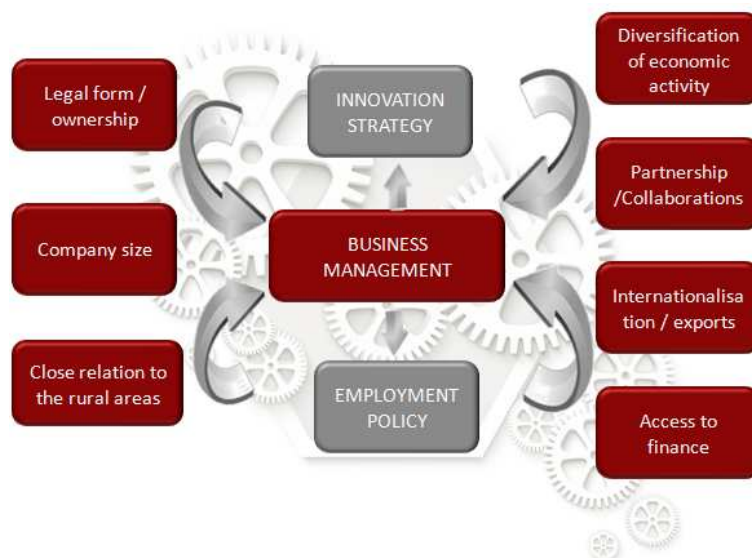 Legal form /
ownership
Company size
Close relation to
the rural areas
INNOVATION
STRATEGY
BUSINESS
MANAGEMENT
EMPLOYMENT
POLICY
Diversification
of economic
activity
Partnership
/Collaborations
Internationalisa
tion / exports
Access to
finance